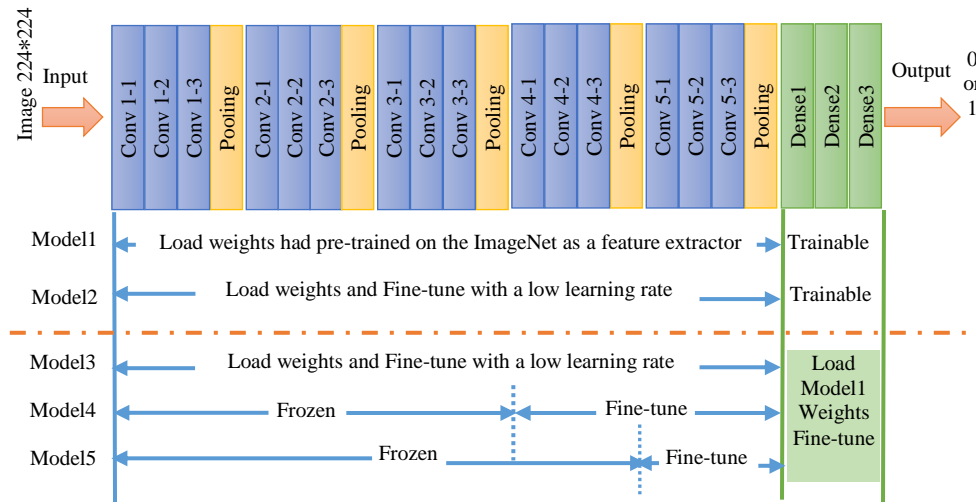 Image 224*224
Input
Conv 1-1
Conv 1-2
Conv 1-3
Pooling
Conv 2-1
Conv 2-2
Conv 2-3
Pooling
Conv 3-1
Conv 3-2
Conv 3-3
Pooling
Conv 4-2
Conv 4-2
Conv 4-3
Pooling
Conv 5-1
Conv 5-2
Conv 5-3
Pooling
Dense1
Dense2
Dense3
Output
0
or
1
Model1
Load weights had pre-trained on the ImageNet as a feature extractor
Trainable
Model2
Load weights and Fine-tune with a low learning rate
Trainable
Model3
Load weights and Fine-tune with a low learning rate
Load
Model1
Weights
Fine-tune
Model4
Frozen
Fine-tune
Model5
Frozen
Fine-tune